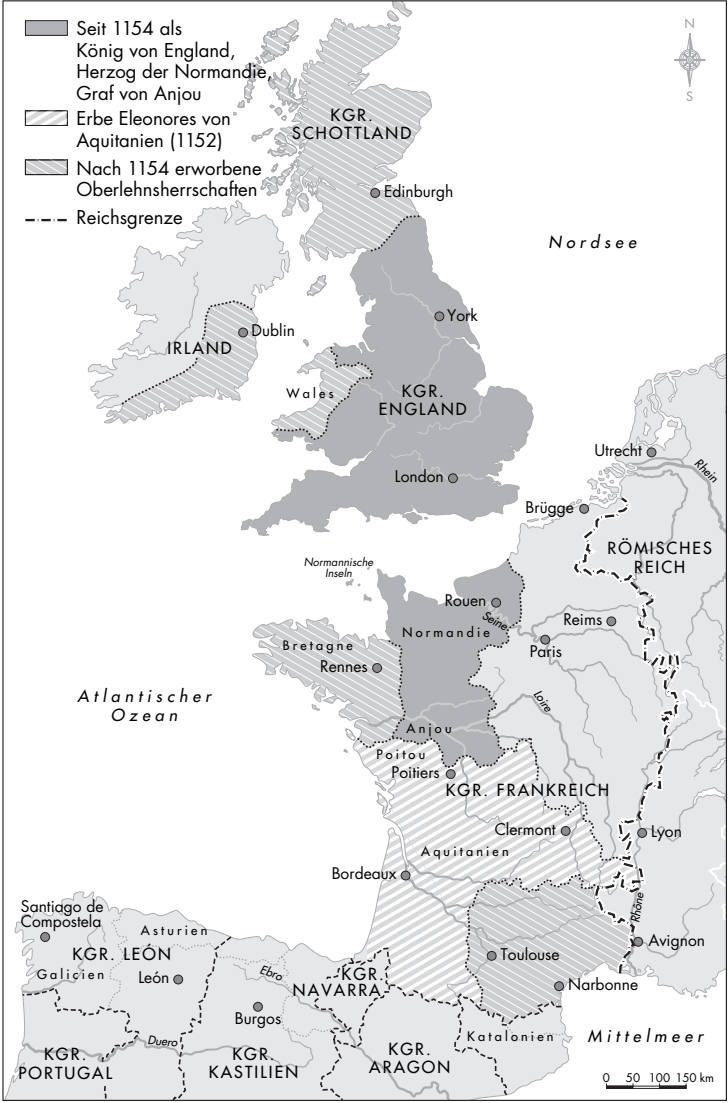 Seit 1154 als
König von England,
Herzog der Normandie,
Graf von Anjou
Erbe Eleonores von
Aquitanien (1152)
Nach 1154 erworbene
Oberlehnsherrschaften
Reichsgrenze
N
S
KGR.
SCHOTTLAND
Edinburgh
Nordsee
York
Dublin
IRLAND
Wales
KGR.
ENGLAND
London
Utrecht
Rhein
Brügge
RÖMISCHES
REICH
Normannische
Inseln
Rouen
Seine
Normandie
Reims
Paris
Bretagne
Rennes
Atlantischer
Ozean
Loire
Anjou
Poitou
Poitiers
KGR. FRANKREICH
Clermont
Lyon
Aquitanien
Bordeaux
Rhône
Santiago de
Compostela
Asturien
KGR. LEÓN
Galicien
León
Ebro
KGR.
NAVARRA
Toulouse
Avignon
Narbonne
Burgos
Duero
Katalonien
Mittelmeer
KGR.
PORTUGAL
KGR.
KASTILIEN
KGR.
ARAGON
0 50 100 150 km